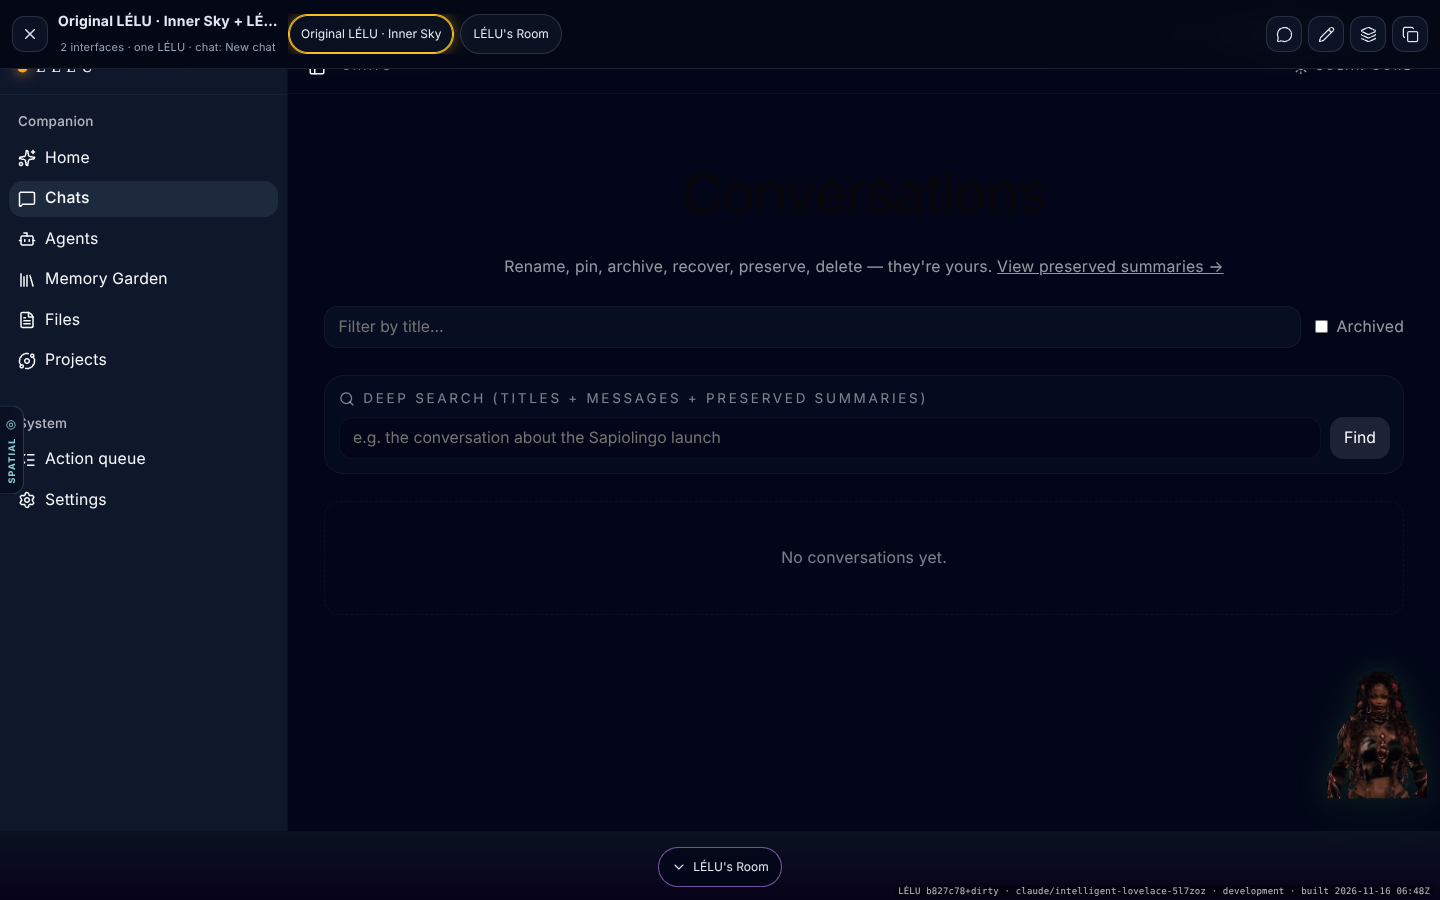 Original LÉLU · Inner Sky + LÉ...
2 interfaces · one LÉLU · chat: New chat
Original LÉLU · Inner Sky
LÉLU's Room
Companion
Home
Chats
Agents
Memory Garden
Files
Projects
SPATIAL
System
Action queue
Settings
Conversations
Rename, pin, archive, recover, preserve, delete — they're yours. View preserved summaries →
Filter by title...
Archived
DEEP SEARCH (TITLES + MESSAGES + PRESERVED SUMMARIES)
e.g. the conversation about the Sapiolingo launch
Find
No conversations yet.
LÉLU's Room
LÉLU b827c78+dirty · claude/intelligent-lovelace-5l7zoz · development · built 2026-11-16 06:48Z